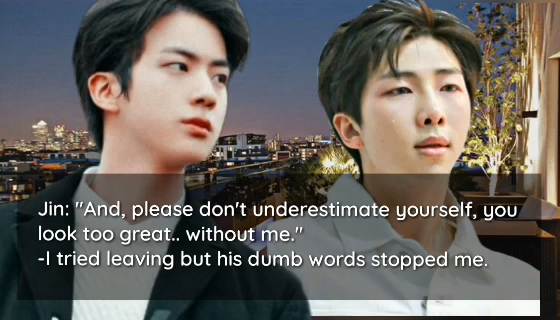 Jin: "And, please don't underestimate yourself, you
look too great.. without me."
-I tried leaving but his dumb words stopped me.